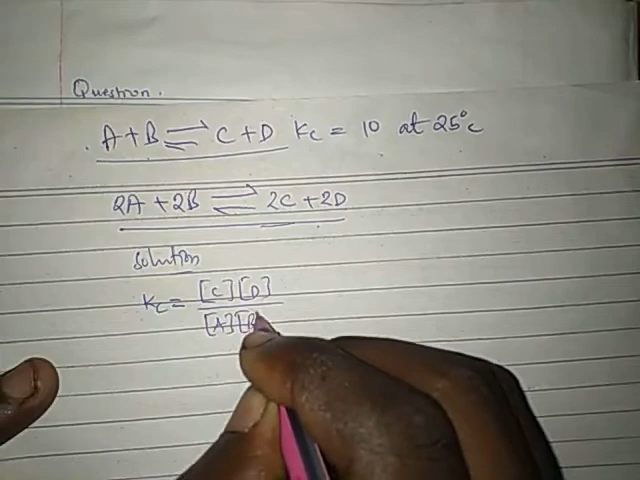 Question.
A + B ⇌ C + D Kc = 10 at 25°c
2A + 2B ⇌ 2C + 2D
solution
Kc = [C][D]
[A][B